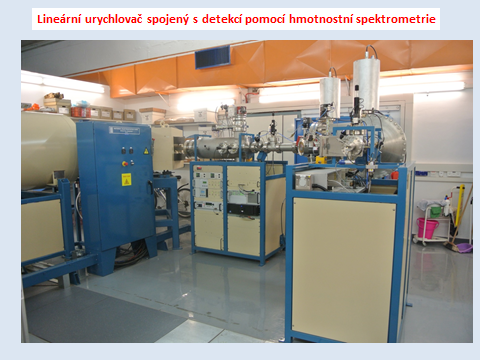 Lineární urychlovač spojený s detekcí pomocí hmotnostní spektrometrie